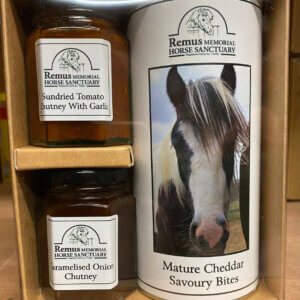 Remus MEMORIAL
HORSE SANCTUARY
Sundried Tomato
Chutney With Garlic
Remus MEMORIAL
HORSE SANCTUARY
Caramelised Onion
Chutney
Remus MEMORIAL
HORSE SANCTUARY
Mature Cheddar
Savoury Bites